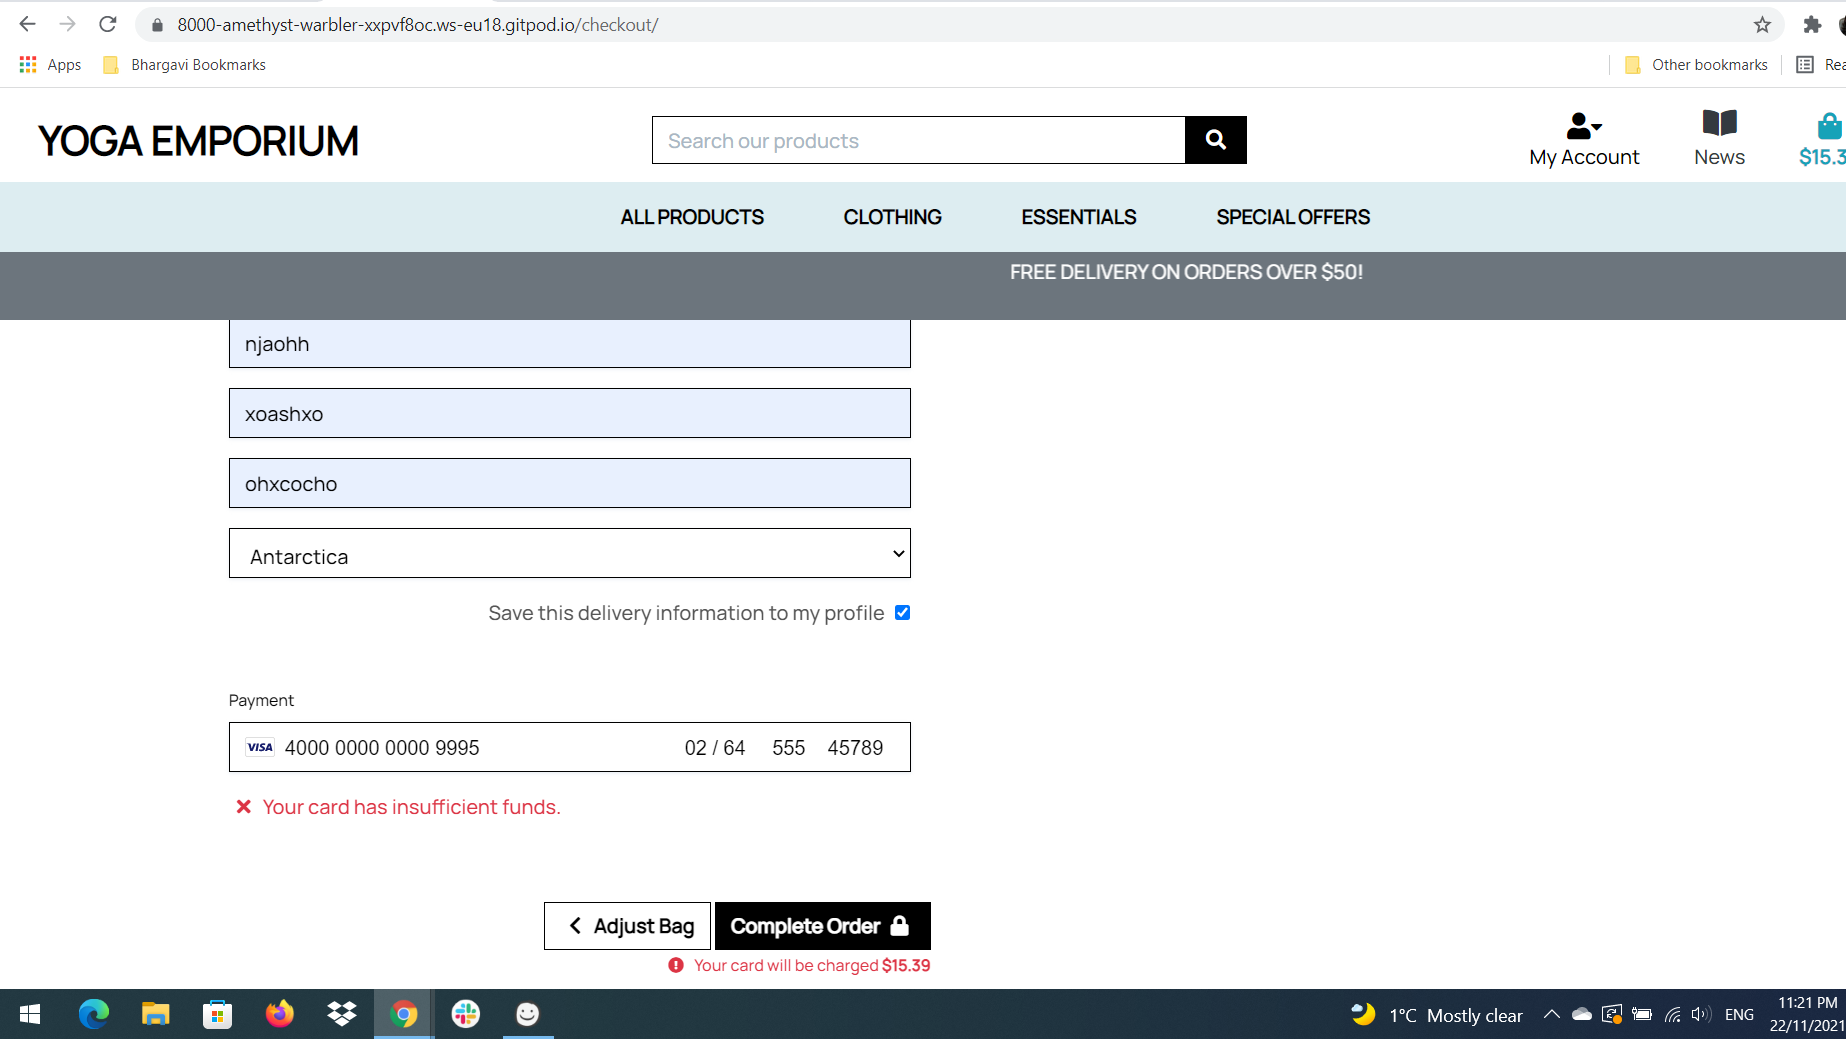 8000-amethyst-warbler-xxpvf8oc.ws-eu18.gitpod.io/checkout/
Apps Bhargavi Bookmarks Other bookmarks Rea
YOGA EMPORIUM
Search our products
My Account News $15.3
ALL PRODUCTS CLOTHING ESSENTIALS SPECIAL OFFERS
FREE DELIVERY ON ORDERS OVER $50!
njaohh
xoashxo
ohxcocho
Antarctica
Save this delivery information to my profile
Payment
VISA 4000 0000 0000 9995 02 / 64 555 45789
Your card has insufficient funds.
Adjust Bag Complete Order
Your card will be charged $15.39
1°C Mostly clear ENG 11:21 PM
22/11/2021